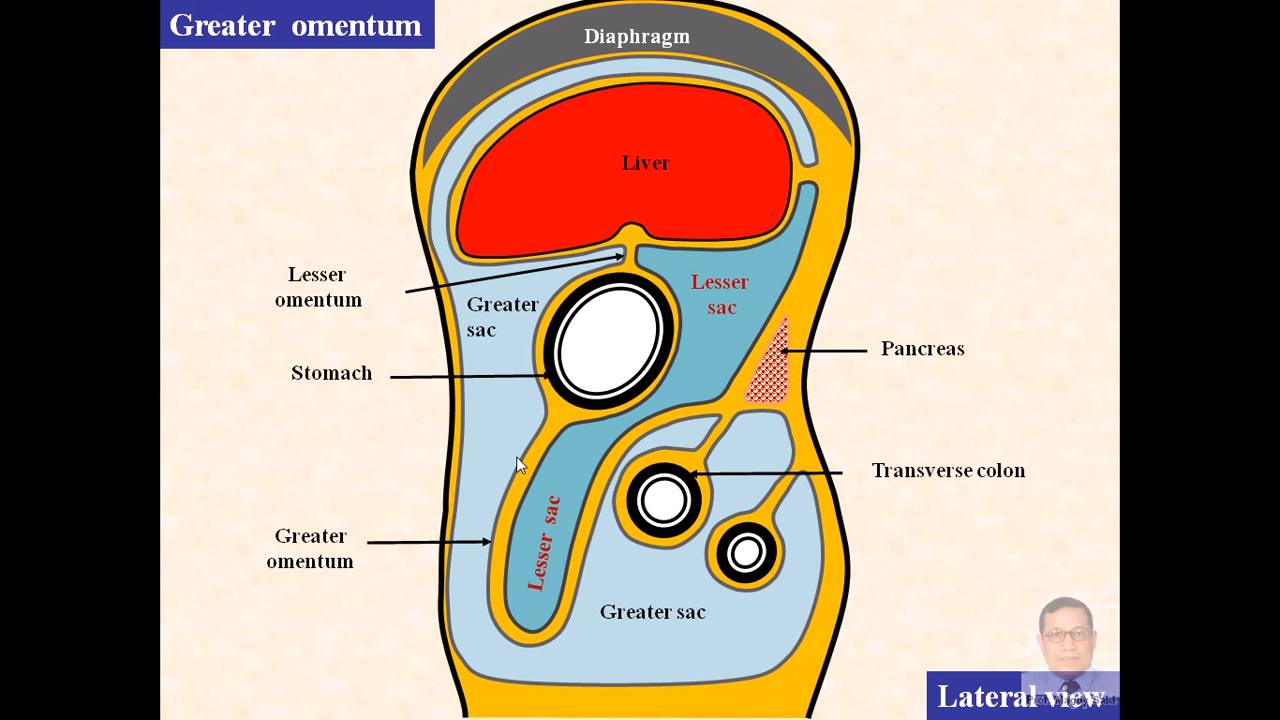 Greater omentum
Diaphragm
Liver
Lesser
omentum
Greater
sac
Lesser
sac
Stomach
Pancreas
Transverse colon
Greater
omentum
Lesser sac
Greater sac
Lateral view